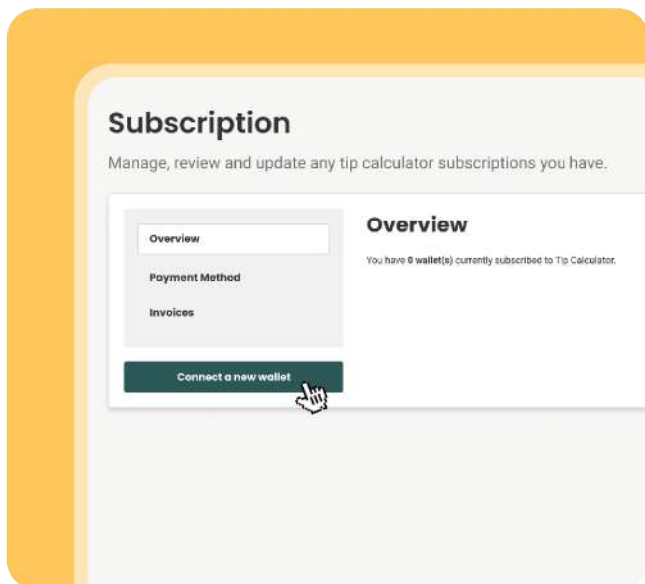 Subscription
Manage, review and update any tip calculator subscriptions you have.
Overview
Payment Method
Invoices
Connect a new wallet
Overview
You have 0 wallet(s) currently subscribed to Tip Calculator.